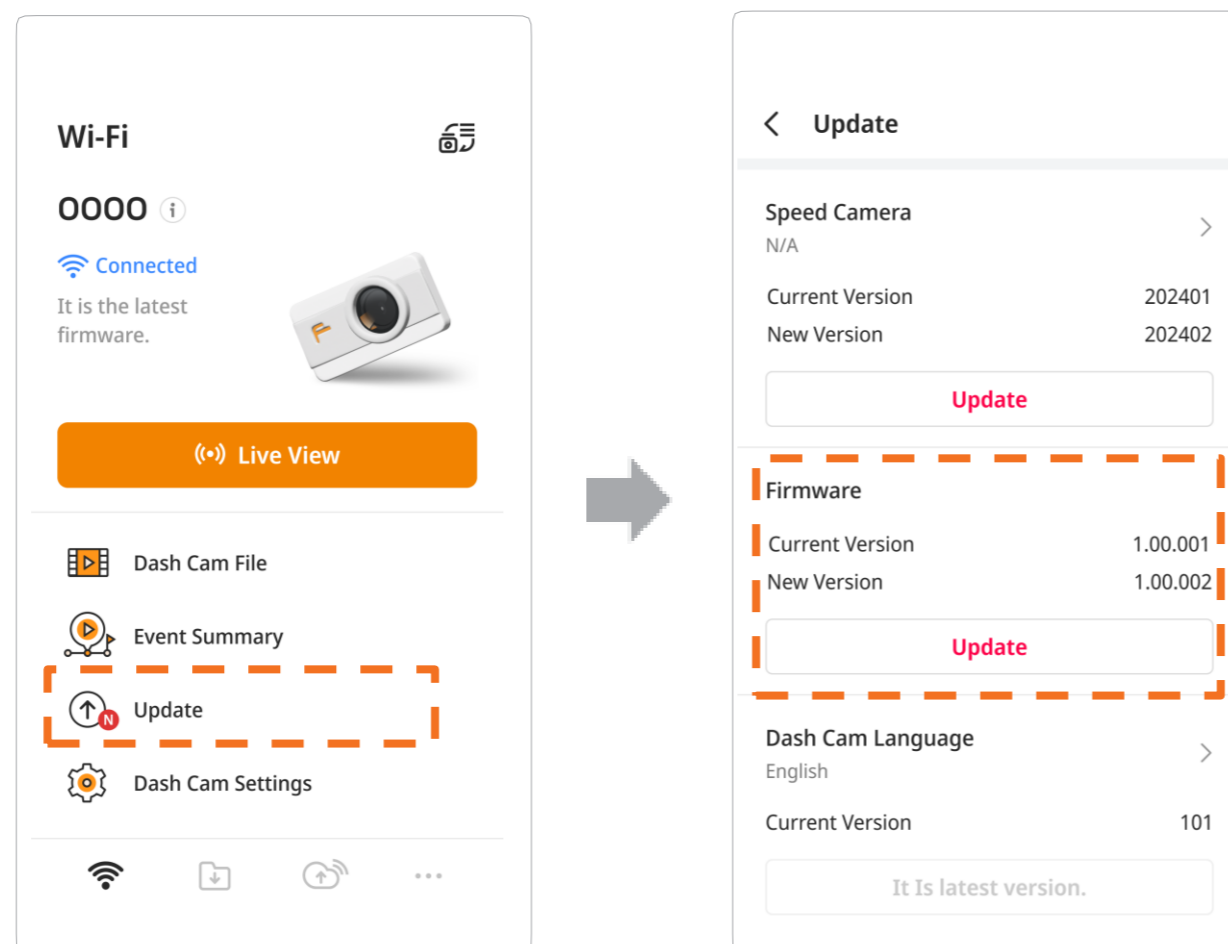 Wi-Fi
0000
Connected
It is the latest
firmware.
F
Live View
Dash Cam File
Event Summary
N
Update
Dash Cam Settings
Update
Speed Camera
N/A
Current Version 202401
New Version 202402
Update
Firmware
Current Version 1.00.001
New Version 1.00.002
Update
Dash Cam Language
English
Current Version 101
It Is latest version.